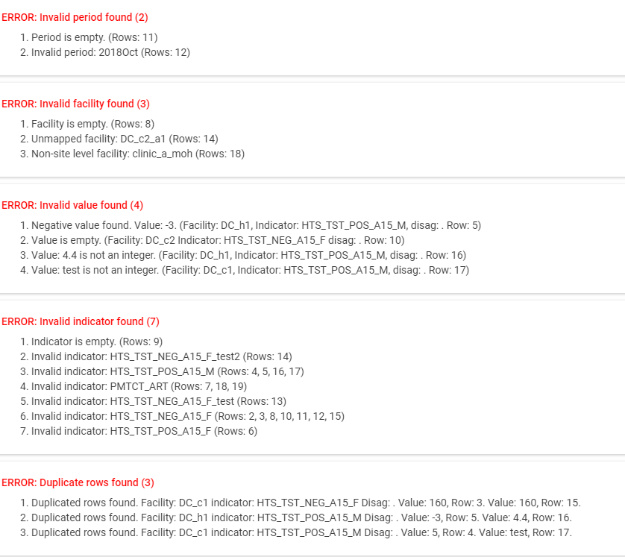 ERROR: Invalid period found (2)
1. Period is empty. (Rows: 11)
2. Invalid period: 2018Oct (Rows: 12)
ERROR: Invalid facility found (3)
1. Facility is empty. (Rows: 8)
2. Unmapped facility: DC_c2_a1 (Rows: 14)
3. Non-site level facility: clinic_a_moh (Rows: 18)
ERROR: Invalid value found (4)
1. Negative value found. Value: -3. (Facility: DC_h1, Indicator: HTS_TST_POS_A15_M, disag: . Row: 5)
2. Value is empty. (Facility: DC_c2 Indicator: HTS_TST_NEG_A15_F disag: . Row: 10)
3. Value: 4.4 is not an integer. (Facility: DC_h1, Indicator: HTS_TST_POS_A15_M, disag: . Row: 16)
4. Value: test is not an integer. (Facility: DC_c1, Indicator: HTS_TST_POS_A15_M, disag: . Row: 17)
ERROR: Invalid indicator found (7)
1. Indicator is empty. (Rows: 9)
2. Invalid indicator: HTS_TST_NEG_A15_F_test2 (Rows: 14)
3. Invalid indicator: HTS_TST_POS_A15_M (Rows: 4, 5, 16, 17)
4. Invalid indicator: PMTCT_ART (Rows: 7, 18, 19)
5. Invalid indicator: HTS_TST_NEG_A15_F_test (Rows: 13)
6. Invalid indicator: HTS_TST_NEG_A15_F (Rows: 2, 3, 8, 10, 11, 12, 15)
7. Invalid indicator: HTS_TST_POS_A15_F (Rows: 6)
ERROR: Duplicate rows found (3)
1. Duplicated rows found. Facility: DC_c1 indicator: HTS_TST_NEG_A15_F Disag: . Value: 160, Row: 3. Value: 160, Row: 15.
2. Duplicated rows found. Facility: DC_h1 indicator: HTS_TST_POS_A15_M Disag: . Value: -3, Row: 5. Value: 4.4, Row: 16.
3. Duplicated rows found. Facility: DC_c1 indicator: HTS_TST_POS_A15_M Disag: . Value: 5, Row: 4. Value: test, Row: 17.